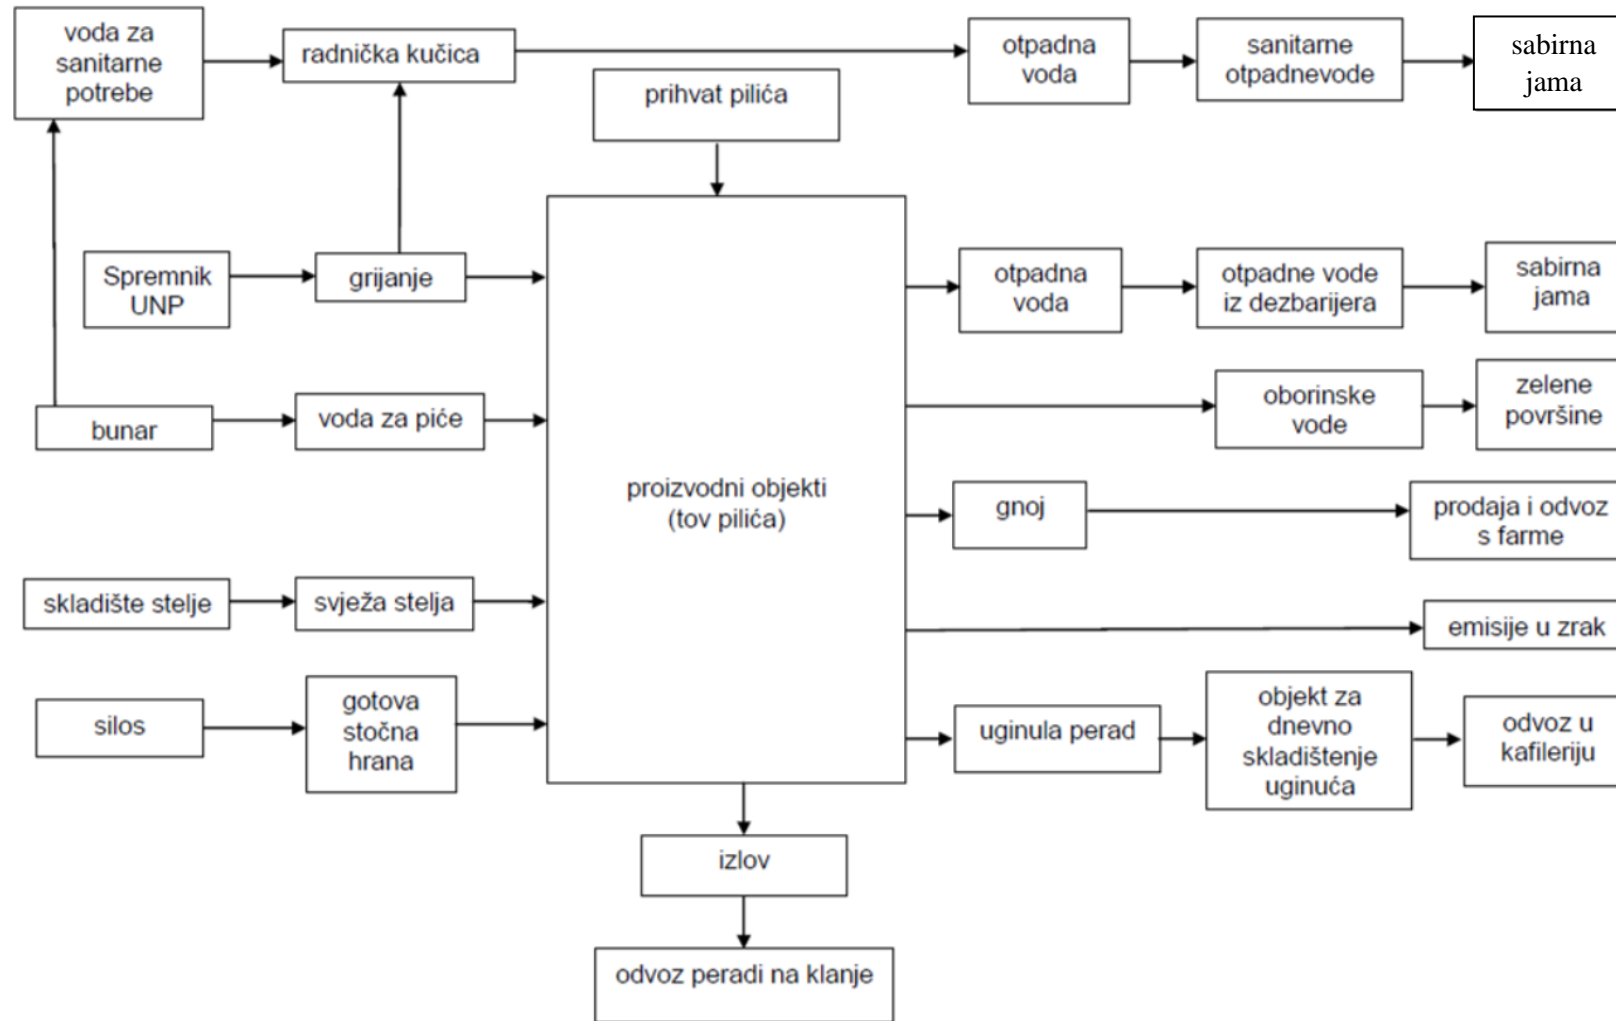 voda za
sanitarne
potrebe
radnička kučica
otpadna
voda
sanitarne
otpadnevode
sabirna
jama
prihvat pilića
Spremnik
UNP
grijanje
otpadna
voda
otpadne vode
iz dezbarijera
sabirna
jama
bunar
voda za piće
oborinske
vode
zelene
površine
proizvodni objekti
(tov pilića)
gnoj
prodaja i odvoz
s farme
skladište stelje
svježa stelja
emisije u zrak
silos
gotova
stočna
hrana
uginula perad
objekt za
dnevno
skladištenje
uginuća
odvoz u
kafileriju
izlov
odvoz peradi na klanje